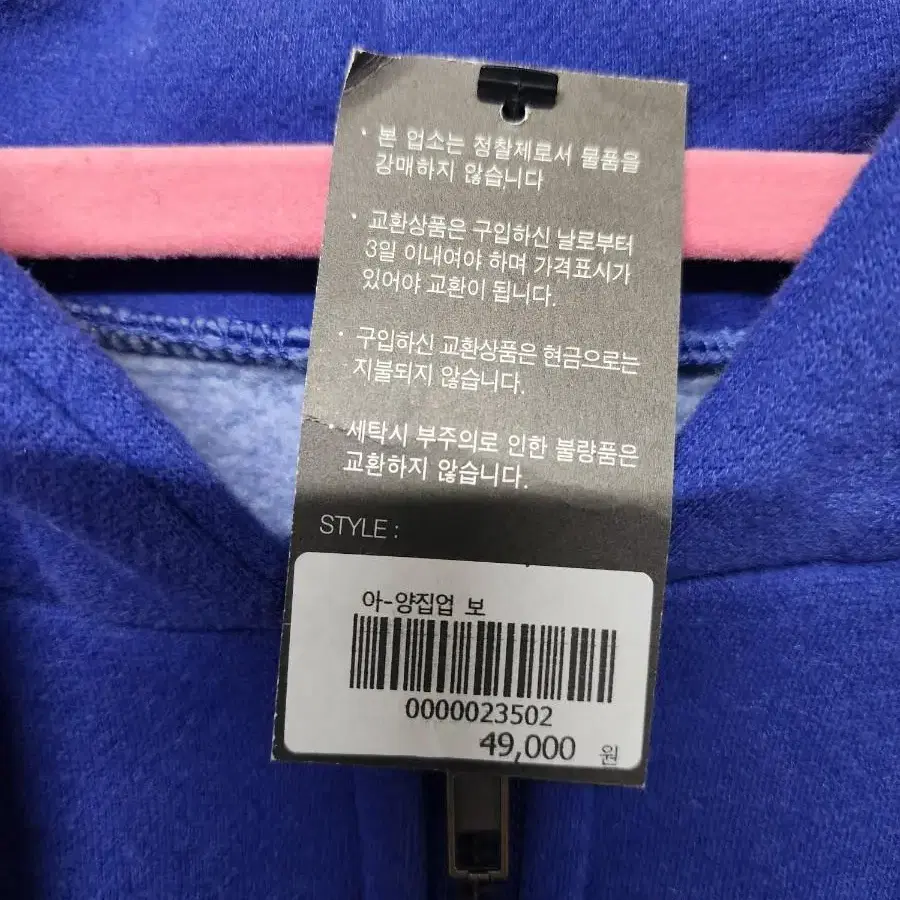 · 본 업소는 정찰제로서 물품을
강매하지 않습니다
· 교환상품은 구입하신 날로부터
3일 이내여야 하며 가격표시가
있어야 교환이 됩니다.
· 구입하신 교환상품은 현금으로는
지불되지 않습니다.
· 세탁시 부주의로 인한 불량품은
교환하지 않습니다.
STYLE :
아-양집업 보
0000023502
49,000 원